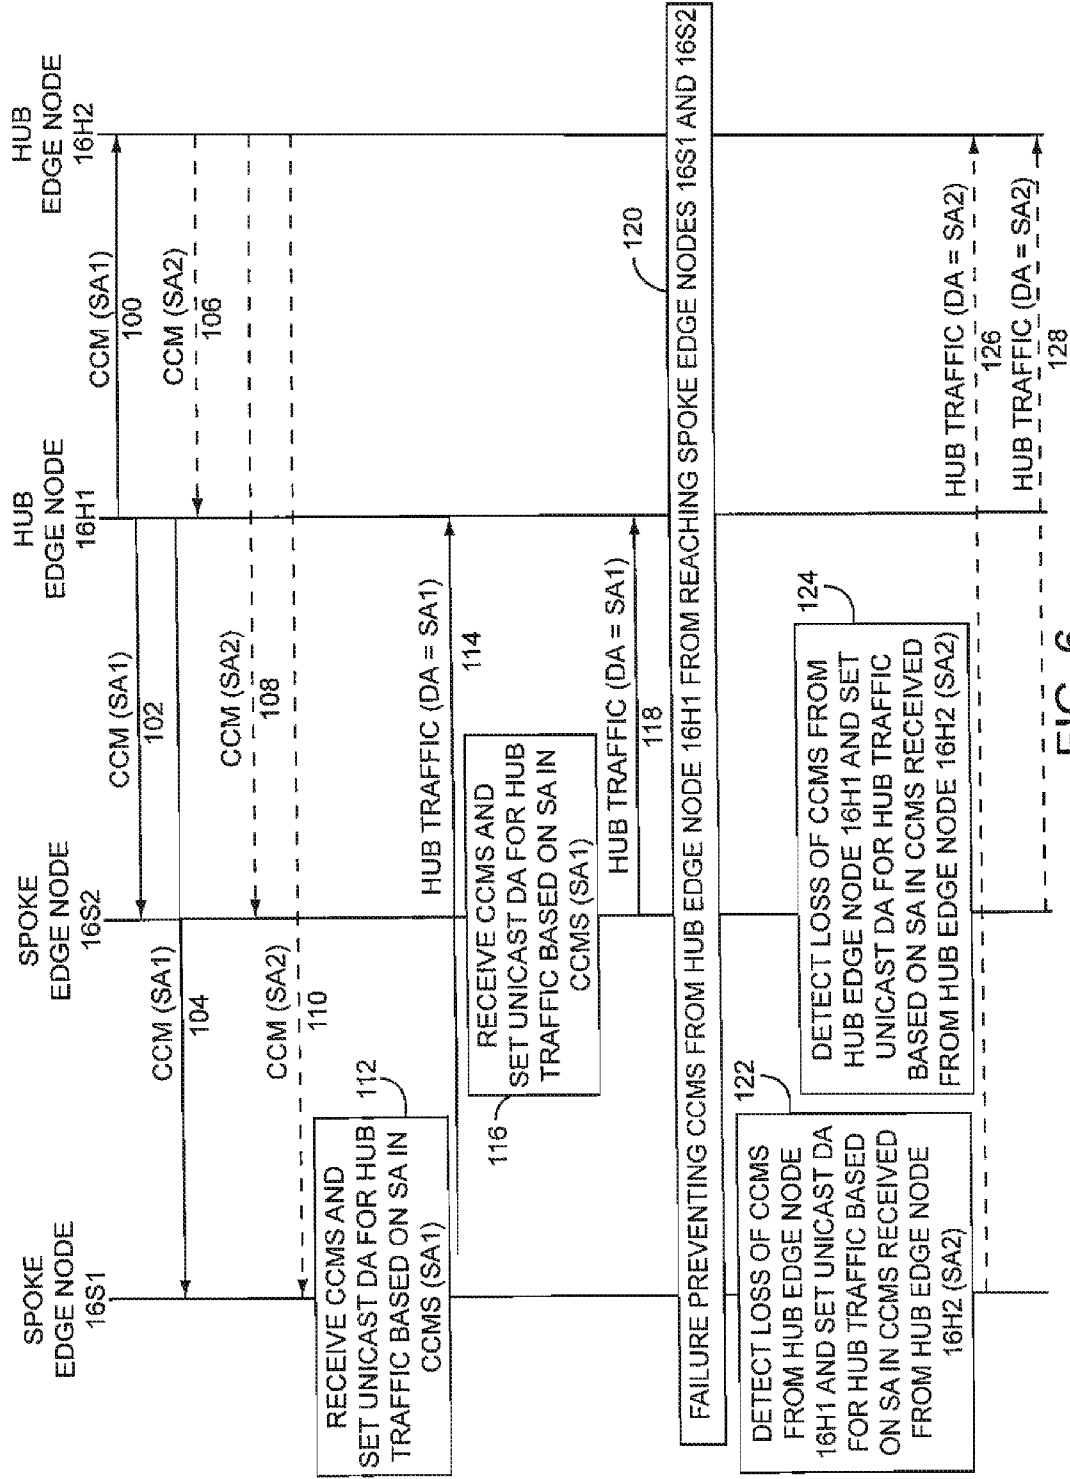 SPOKE
EDGE NODE
16S1
SPOKE
EDGE NODE
16S2
HUB
EDGE NODE
16H1
HUB
EDGE NODE
16H2
CCM (SA1)
100
CCM (SA1)
102
CCM (SA1)
104
CCM (SA2)
106
CCM (SA2)
108
CCM (SA2)
110
RECEIVE CCMS AND
SET UNICAST DA FOR HUB
TRAFFIC BASED ON SA IN
CCMS (SA1)
112
HUB TRAFFIC (DA = SA1)
114
RECEIVE CCMS AND
SET UNICAST DA FOR HUB
TRAFFIC BASED ON SA IN
CCMS (SA1)
116
HUB TRAFFIC (DA = SA1)
118
FAILURE PREVENTING CCMS FROM HUB EDGE NODE 16H1 FROM REACHING SPOKE EDGE NODES 16S1 AND 16S2
120
DETECT LOSS OF CCMS
FROM HUB EDGE NODE
16H1 AND SET UNICAST DA
FOR HUB TRAFFIC BASED
ON SA IN CCMS RECEIVED
FROM HUB EDGE NODE
16H2 (SA2)
122
DETECT LOSS OF CCMS FROM
HUB EDGE NODE 16H1 AND SET
UNICAST DA FOR HUB TRAFFIC
BASED ON SA IN CCMS RECEIVED
FROM HUB EDGE NODE 16H2 (SA2)
124
HUB TRAFFIC (DA = SA2)
126
HUB TRAFFIC (DA = SA2)
128